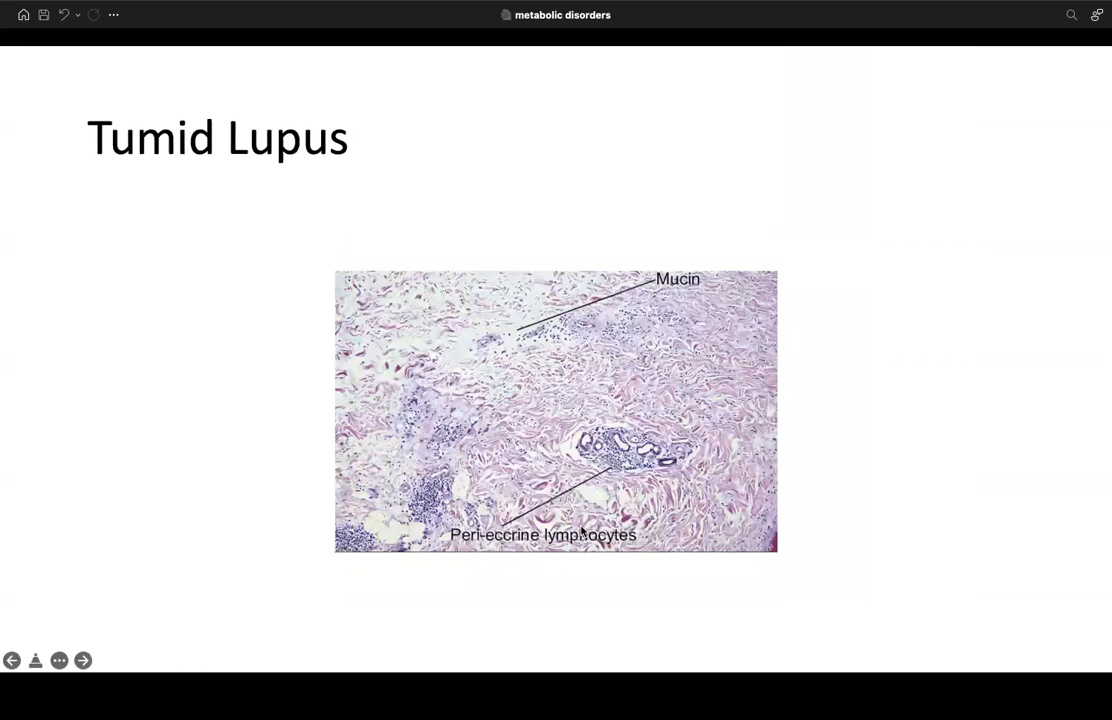 metabolic disorders
Tumid Lupus
Mucin
Peri-eccrine lymphocytes